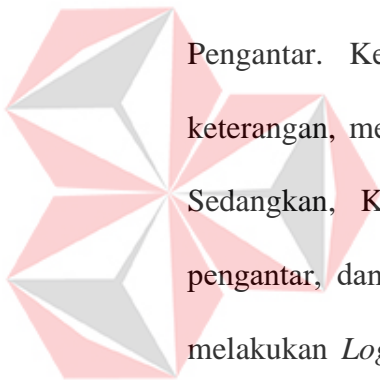 Pengantar. Ke
keterangan, me
Sedangkan, K
pengantar, dan
melakukan Log